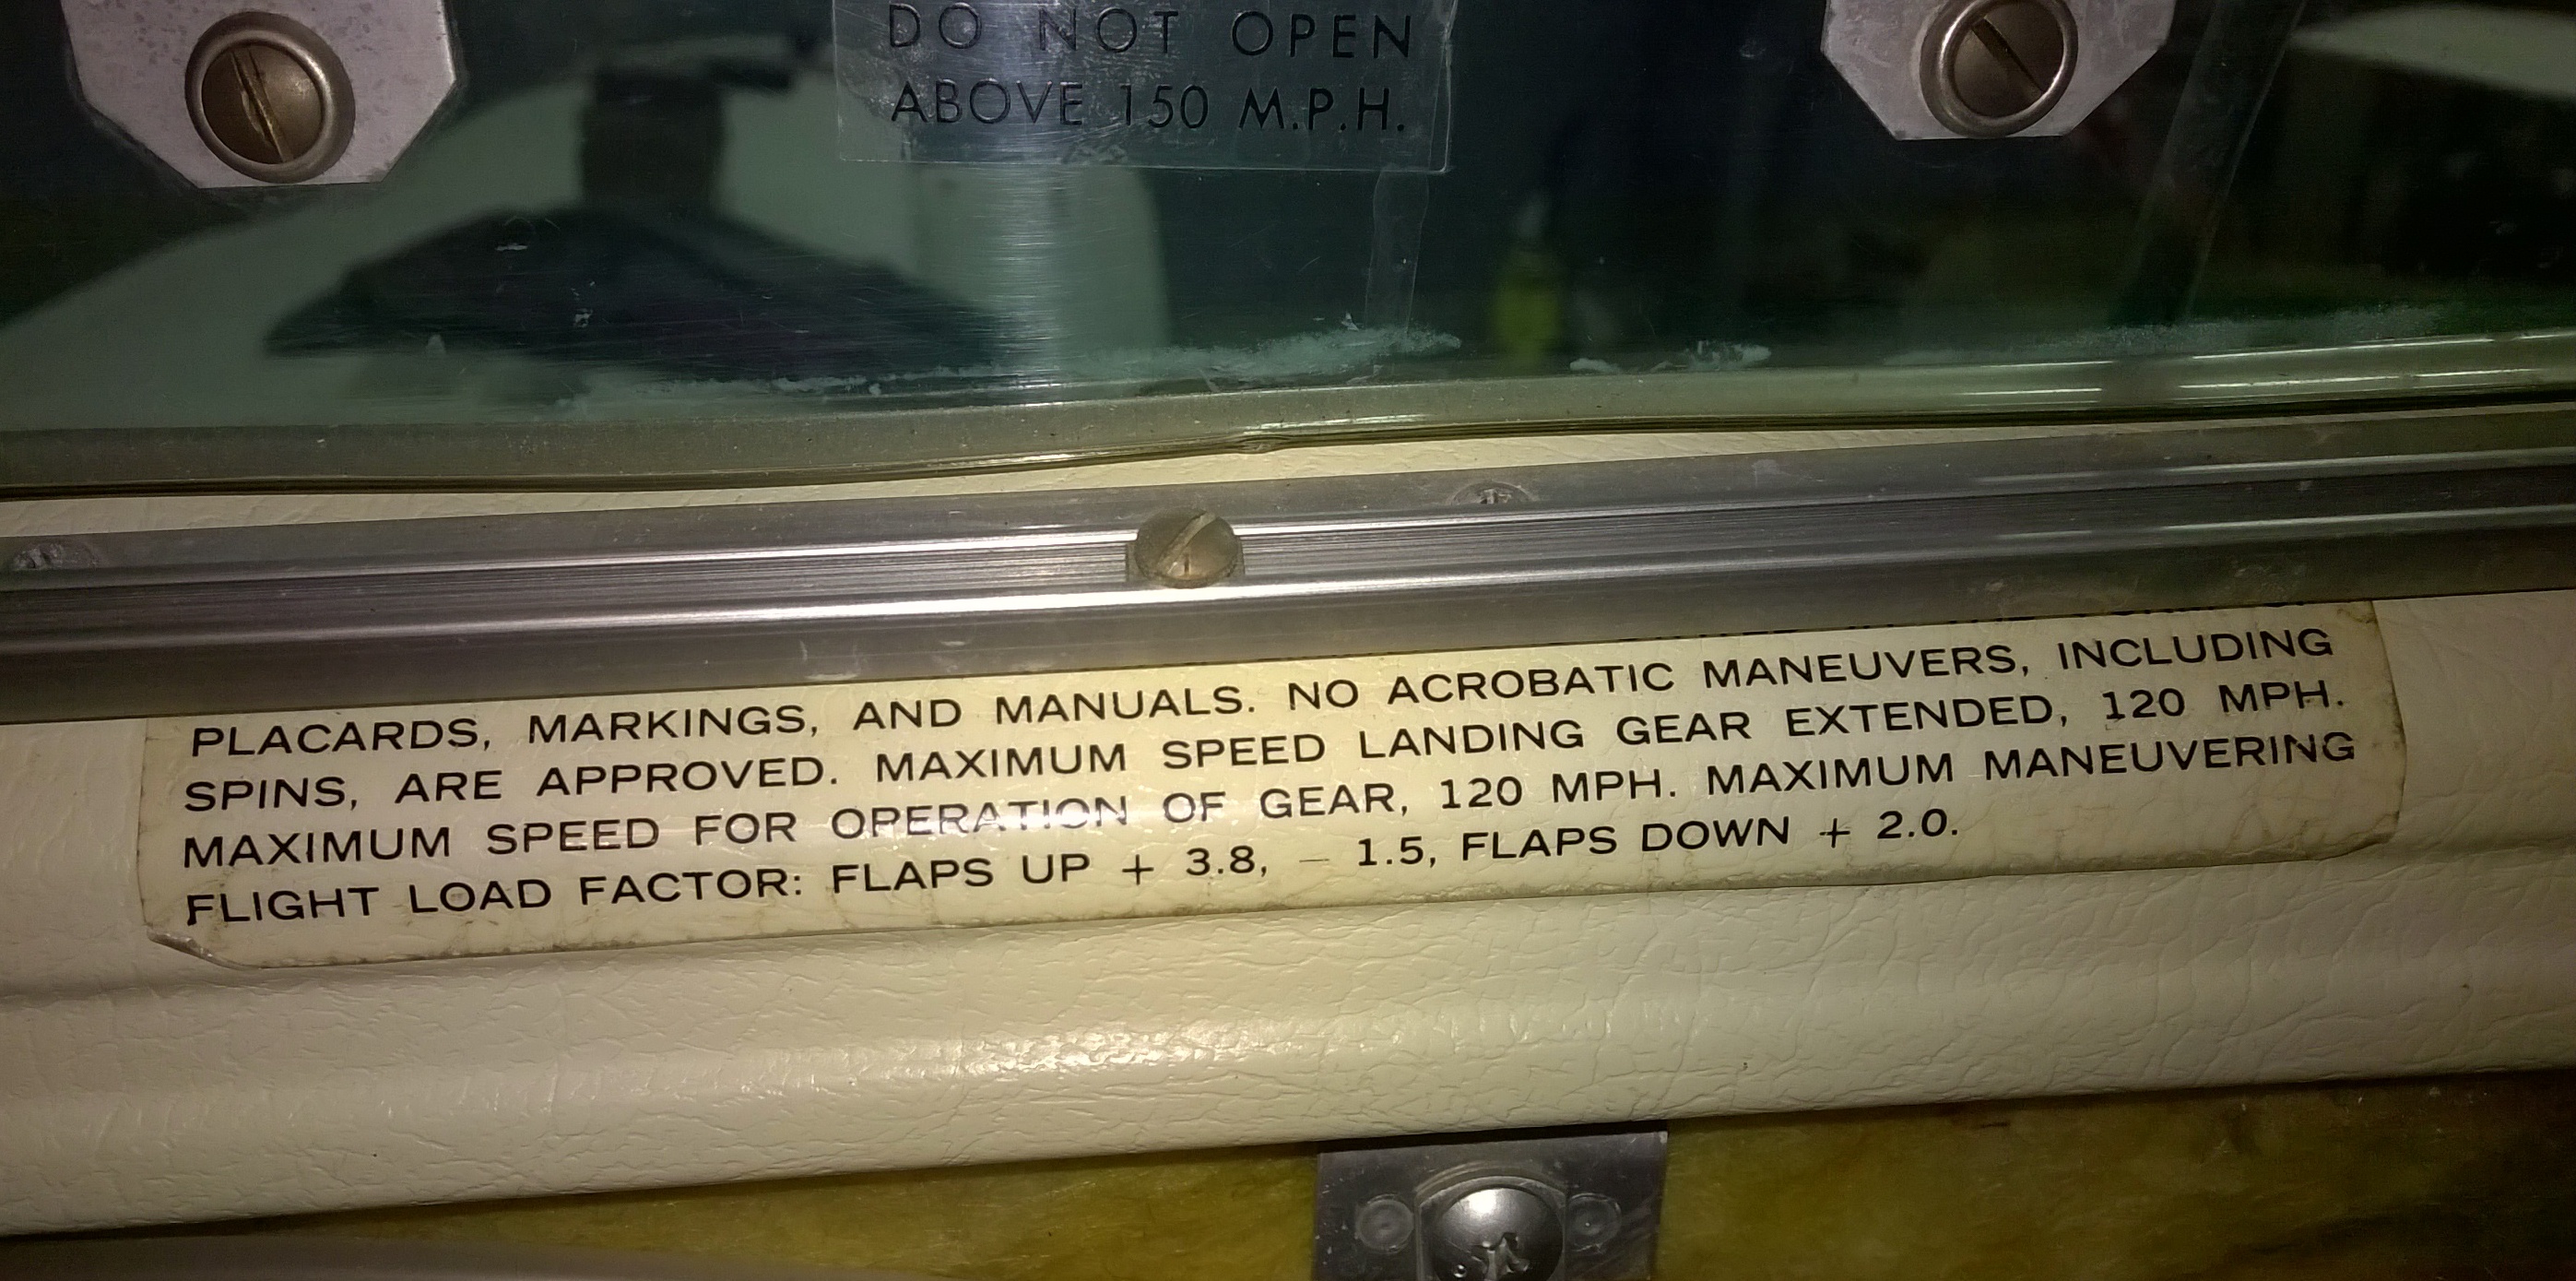 DO NOT OPEN
ABOVE 150 M.P.H.
PLACARDS, MARKINGS, AND MANUALS. NO ACROBATIC MANEUVERS, INCLUDING
SPINS, ARE APPROVED. MAXIMUM SPEED LANDING GEAR EXTENDED, 120 MPH.
MAXIMUM SPEED FOR OPERATION OF GEAR, 120 MPH. MAXIMUM MANEUVERING
FLIGHT LOAD FACTOR: FLAPS UP + 3.8, – 1.5, FLAPS DOWN + 2.0.